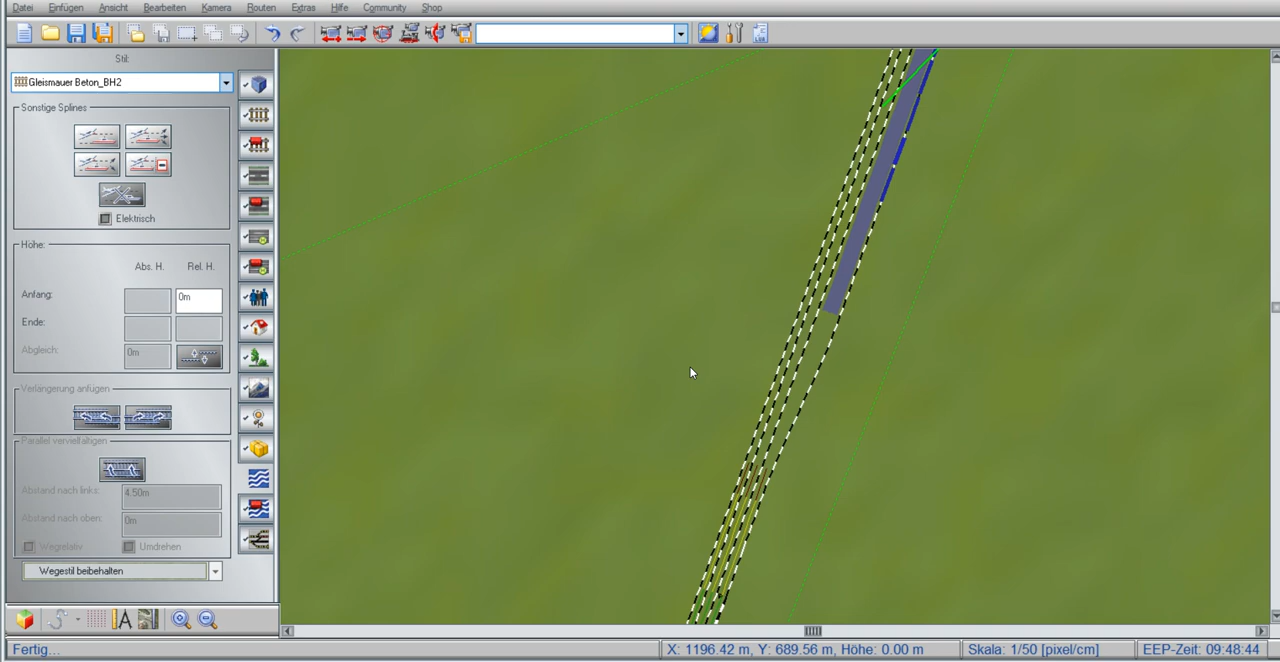 Datei Einfügen Ansicht Bearbeiten Kamera Routen Extras Hilfe Community Shop
Stil:
Gleismauer Beton_BH2
Sonstige Splines
Elektrisch
Höhe:
Abs. H. Rel. H.
Anfang: 0m
Ende:
Abgleich: 0m
Verlängerung anfügen
Parallel vervielfältigen
Abstand nach links: 4.50m
Abstand nach oben: 0m
Wegrelativ Umdrehen
Wegestil beibehalten
Fertig... X: 1196.42 m, Y: 689.56 m, Höhe: 0.00 m Skala: 1/50 [pixel/cm] EEP-Zeit: 09:48:44